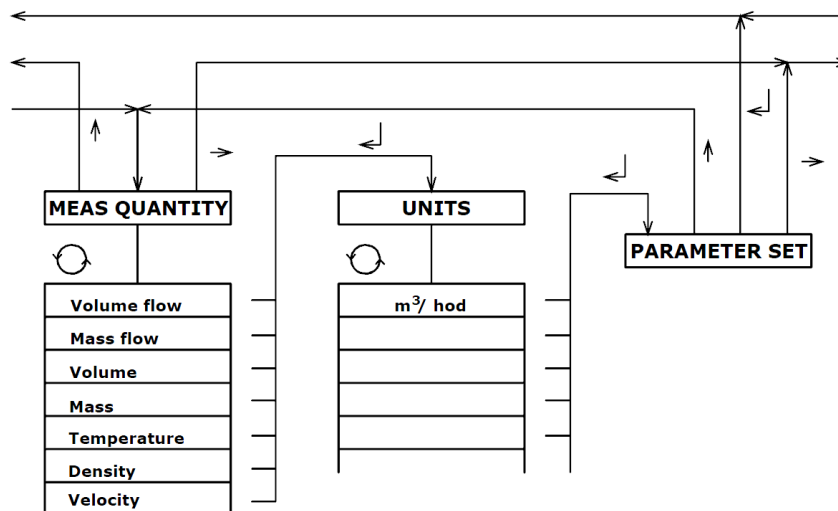 MEAS QUANTITY
UNITS
PARAMETER SET
Volume flow
m³/ hod
Mass flow
Volume
Mass
Temperature
Density
Velocity